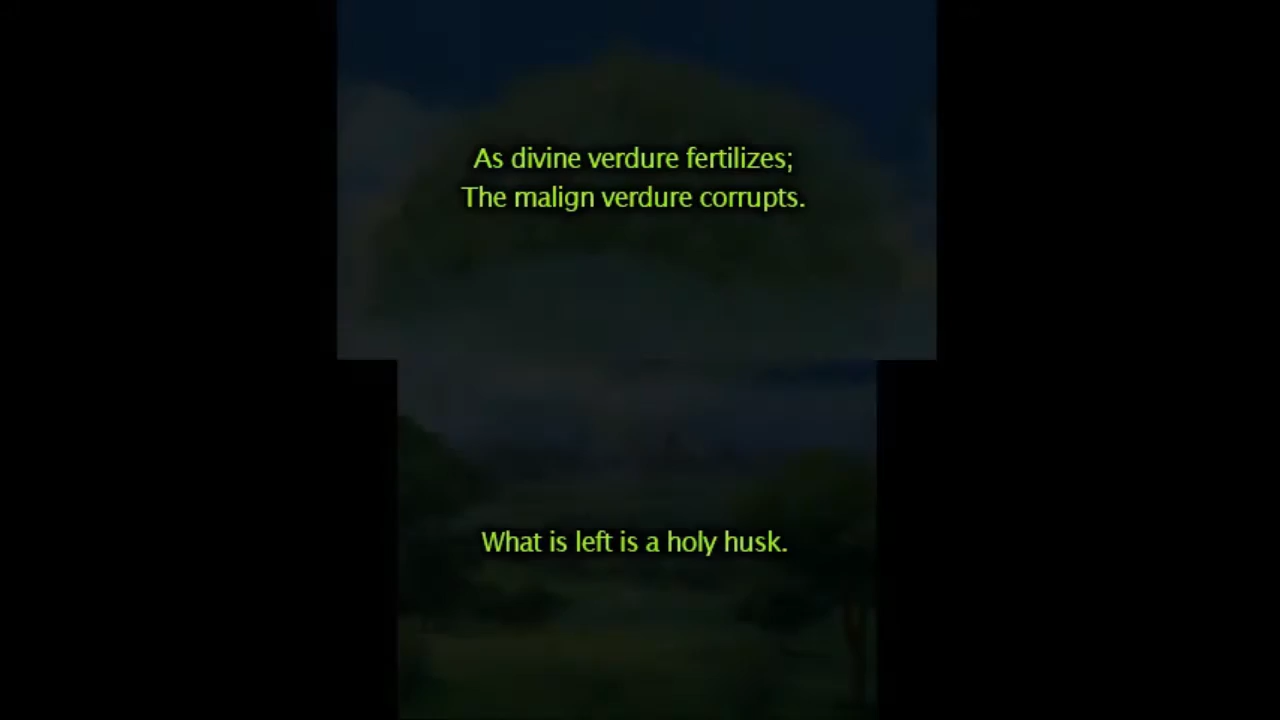 As divine verdure fertilizes;
The malign verdure corrupts.
What is left is a holy husk.